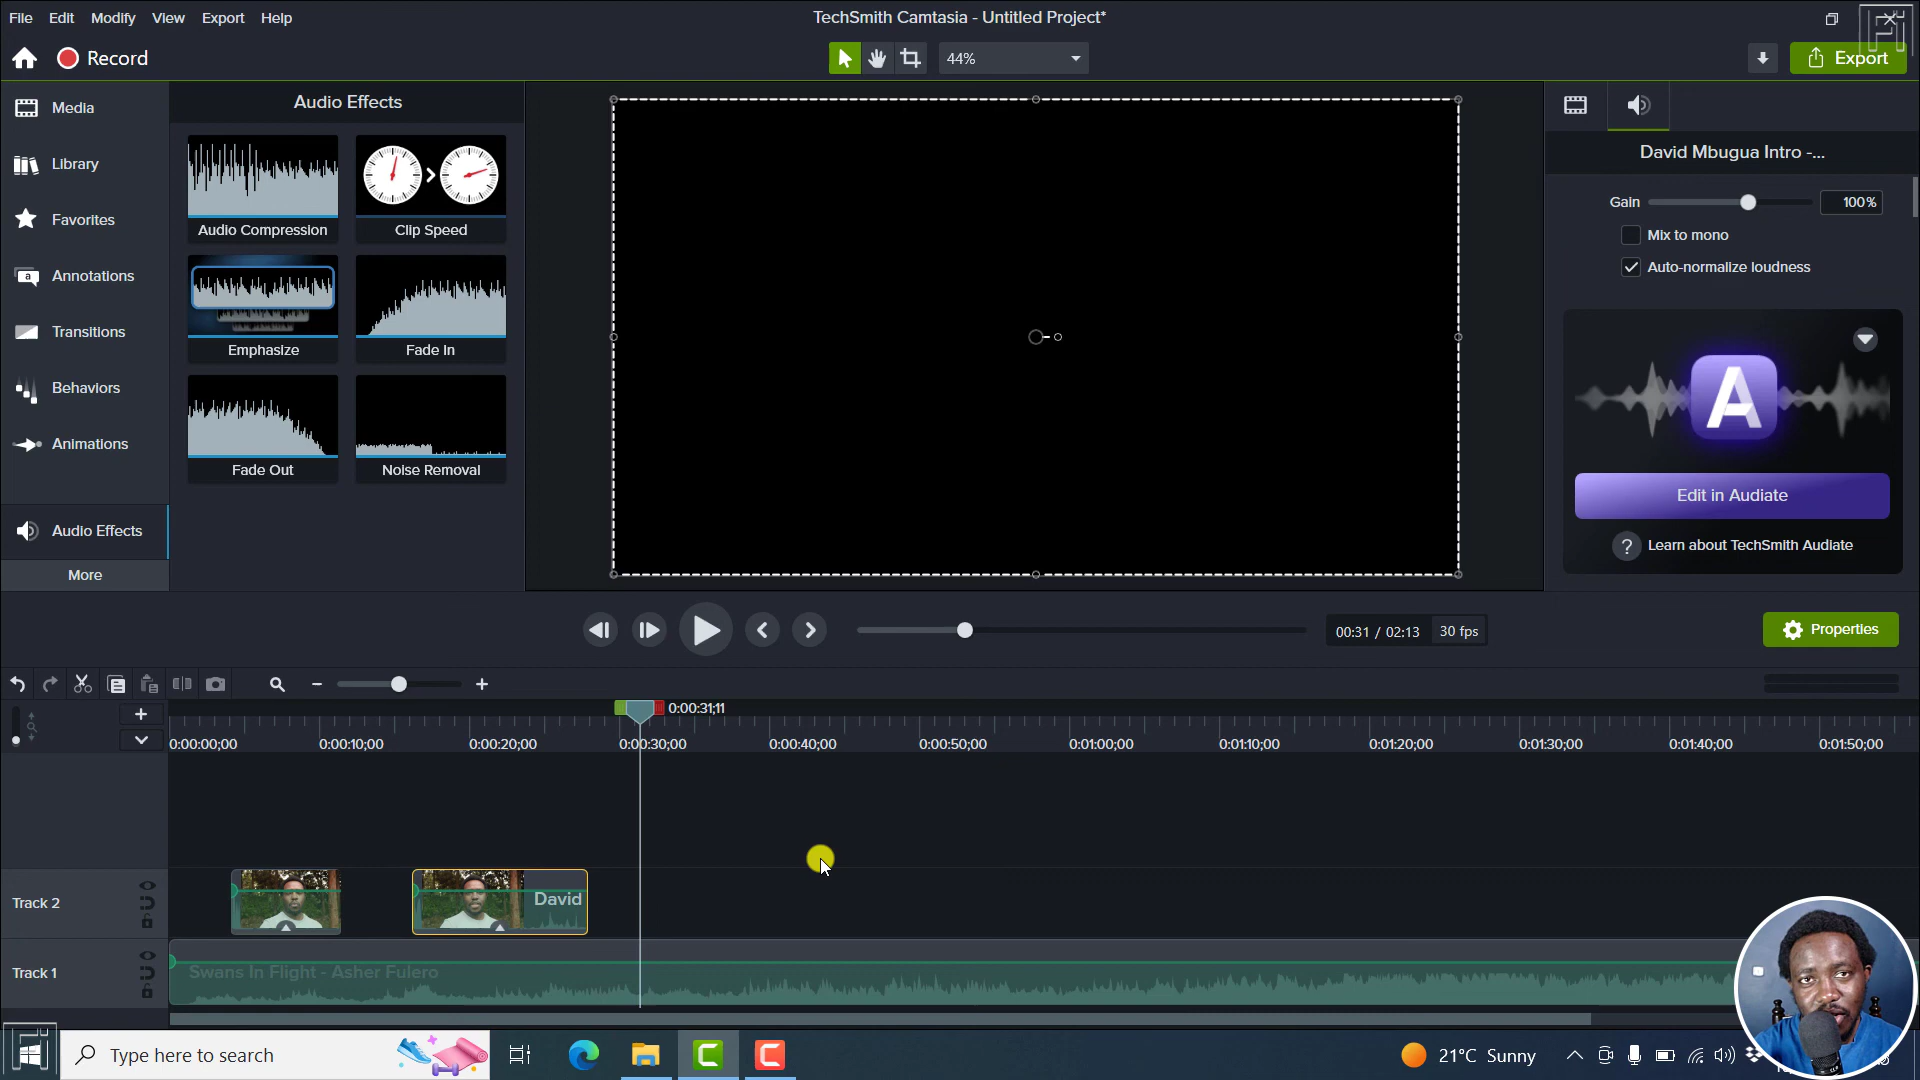 File Edit Modify View Export Help
TechSmith Camtasia - Untitled Project*
Record
44%
Export
Media
Library
Favorites
Annotations
Transitions
Behaviors
Animations
Audio Effects
More
Audio Effects
Audio Compression
Clip Speed
Emphasize
Fade In
Fade Out
Noise Removal
David Mbugua Intro -...
Gain 100%
Mix to mono
Auto-normalize loudness
A
Edit in Audiate
? Learn about TechSmith Audiate
00:31 / 02:13 30 fps
Properties
0:00:31;11
0:00:00;00 0:00:10;00 0:00:20;00 0:00:30;00 0:00:40;00 0:00:50;00 0:01:00;00 0:01:10;00 0:01:20;00 0:01:30;00 0:01:40;00 0:01:50;00
Track 2
David
Track 1
Swans In Flight - Asher Fulero
Type here to search
21°C Sunny